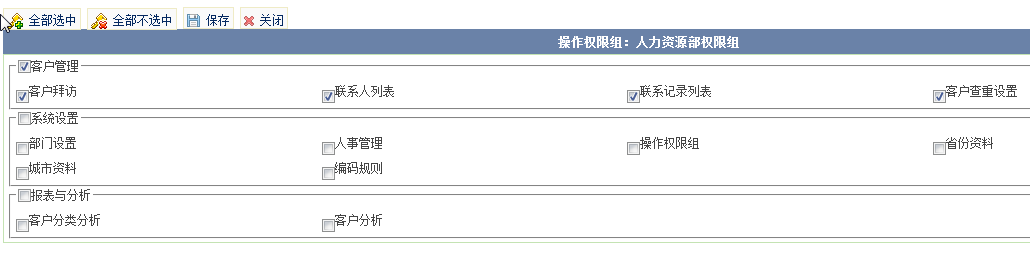 全部选中 全部不选中 保存 关闭
操作权限组：人力资源部权限组
客户管理
客户拜访 联系人列表 联系记录列表 客户查重设置
系统设置
部门设置 人事管理 操作权限组 省份资料
城市资料 编码规则
报表与分析
客户分类分析 客户分析